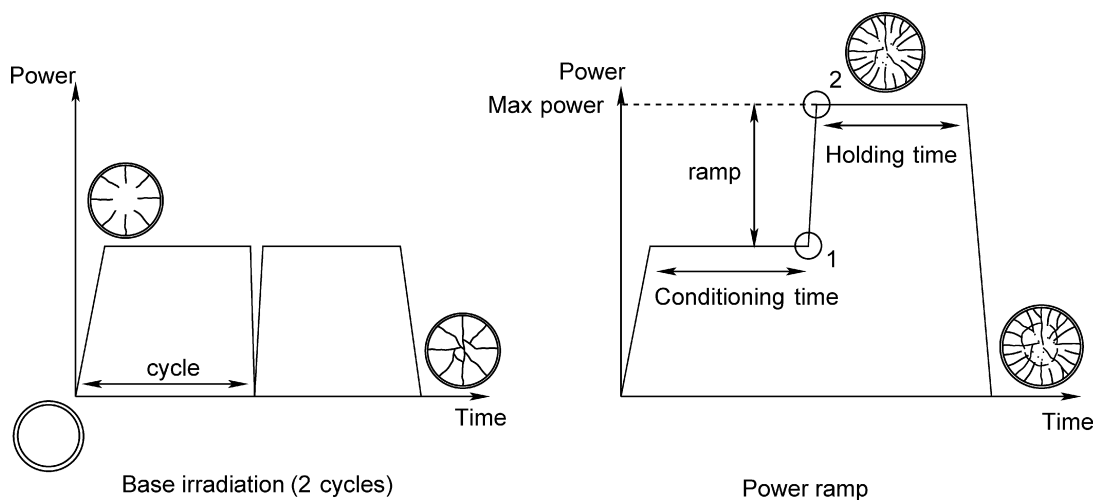 Power
cycle
Time
Base irradiation (2 cycles)
Power
Max power
2
Holding time
ramp
1
Conditioning time
Time
Power ramp